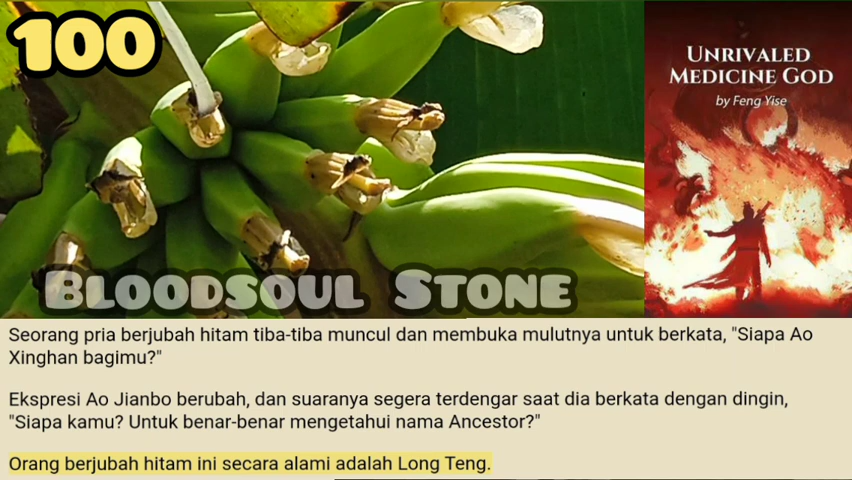 100
UNRIVALED
MEDICINE GOD
by Feng Yise
BLOODSOUL STONE
Seorang pria berjubah hitam tiba-tiba muncul dan membuka mulutnya untuk berkata, "Siapa Ao
Xinghan bagimu?"
Ekspresi Ao Jianbo berubah, dan suaranya segera terdengar saat dia berkata dengan dingin,
"Siapa kamu? Untuk benar-benar mengetahui nama Ancestor?"
Orang berjubah hitam ini secara alami adalah Long Teng.